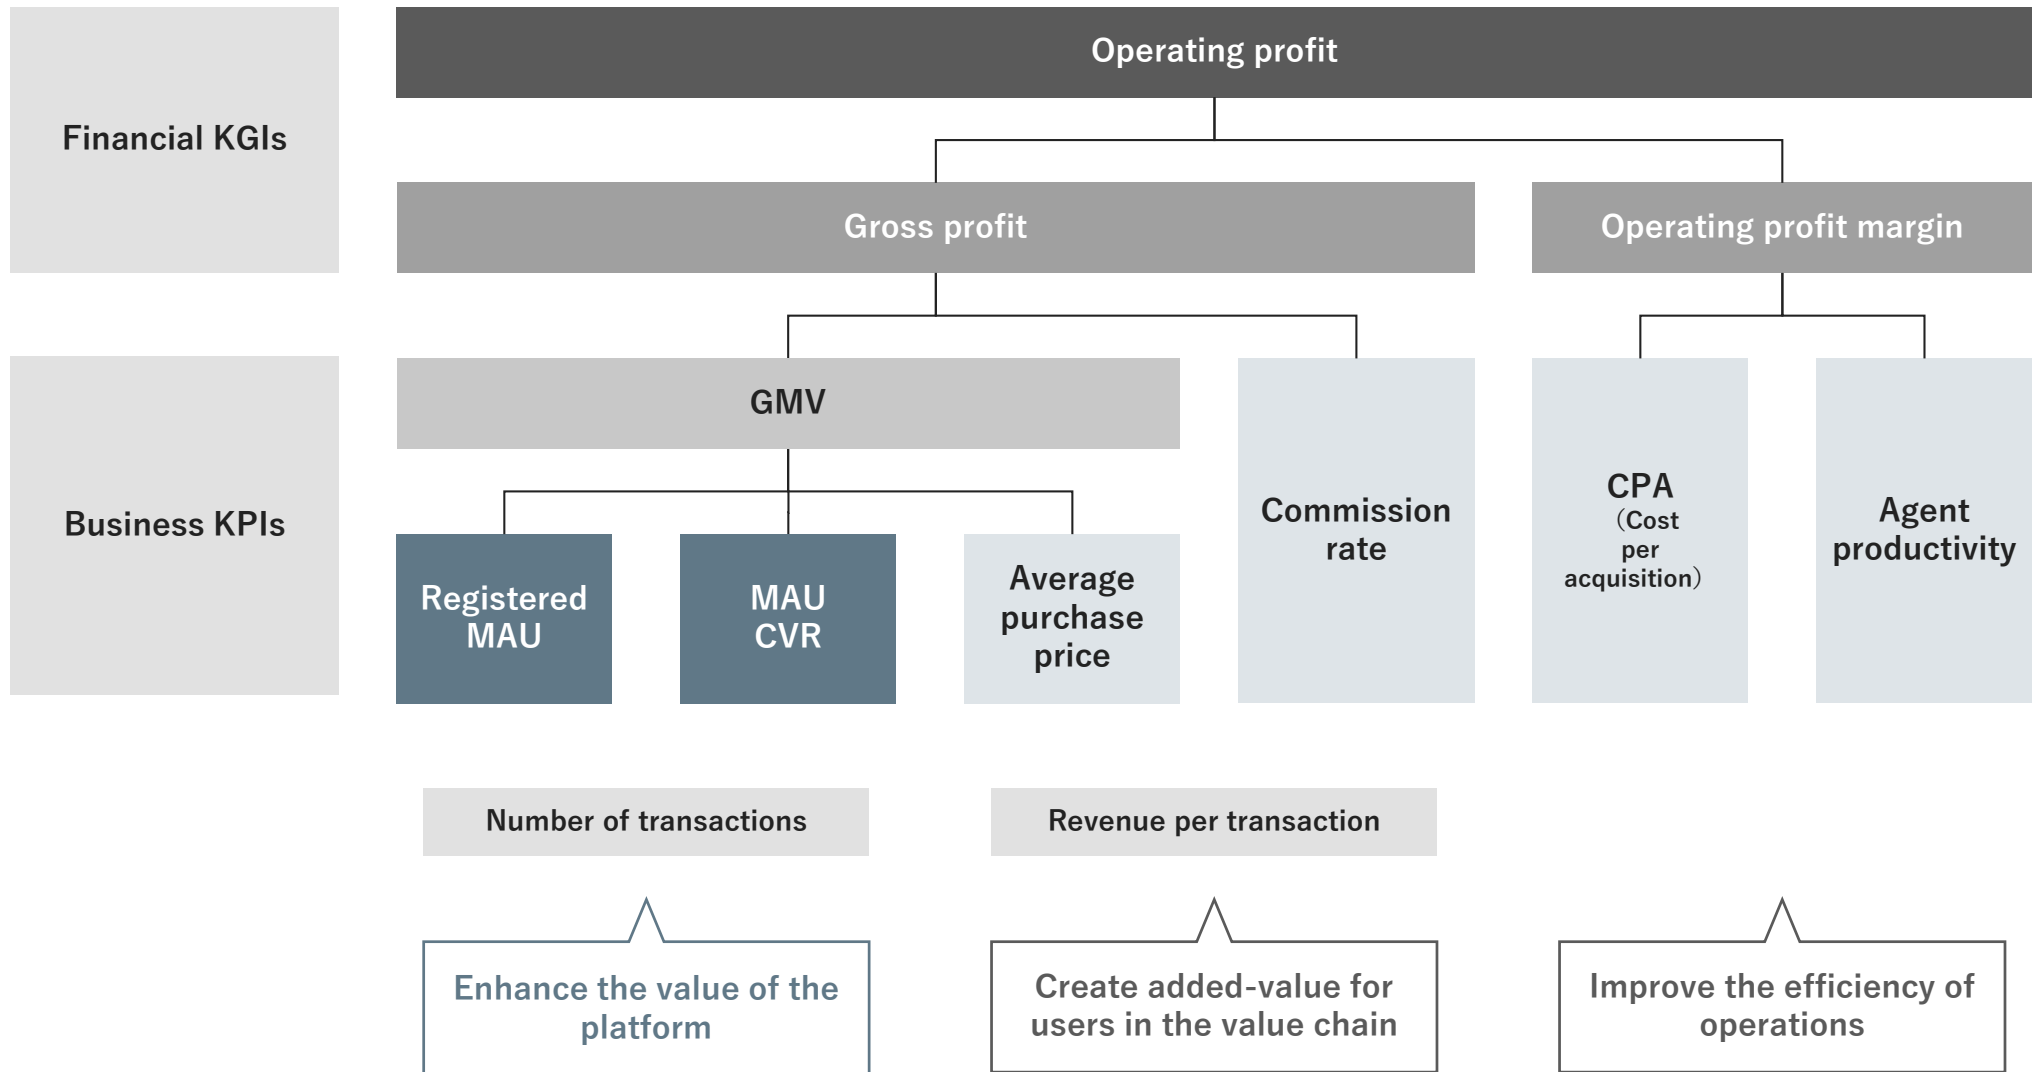 Operating profit
Financial KGIs
Gross profit
Operating profit margin
GMV
Business KPIs
Registered
MAU
MAU
CVR
Average
purchase
price
Commission
rate
CPA
（Cost
per
acquisition）
Agent
productivity
Number of transactions
Revenue per transaction
Enhance the value of the
platform
Create added-value for
users in the value chain
Improve the efficiency of
operations